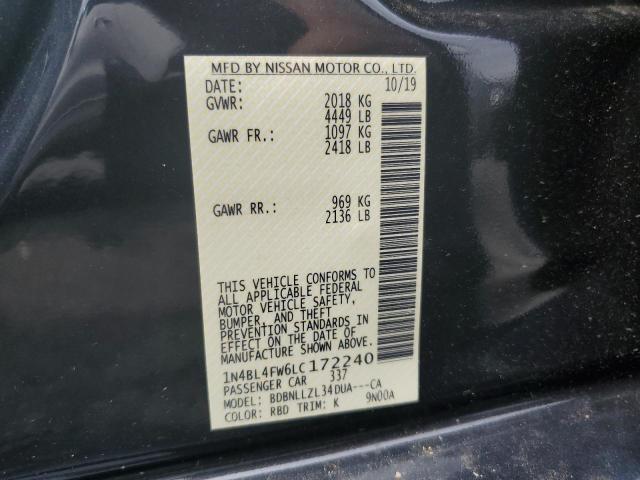 MFD BY NISSAN MOTOR CO., LTD.
DATE: 10/19
GVWR: 2018 KG
4449 LB
GAWR FR.: 1097 KG
2418 LB
GAWR RR.: 969 KG
2136 LB
THIS VEHICLE CONFORMS TO
ALL APPLICABLE FEDERAL
MOTOR VEHICLE SAFETY,
BUMPER, AND THEFT
PREVENTION STANDARDS IN
EFFECT ON THE DATE OF
MANUFACTURE SHOWN ABOVE.
1N4BL4FW6LC172240
PASSENGER CAR 337
MODEL: BDBNLLZL34DUA---CA
COLOR: RBD TRIM: K 9N00A